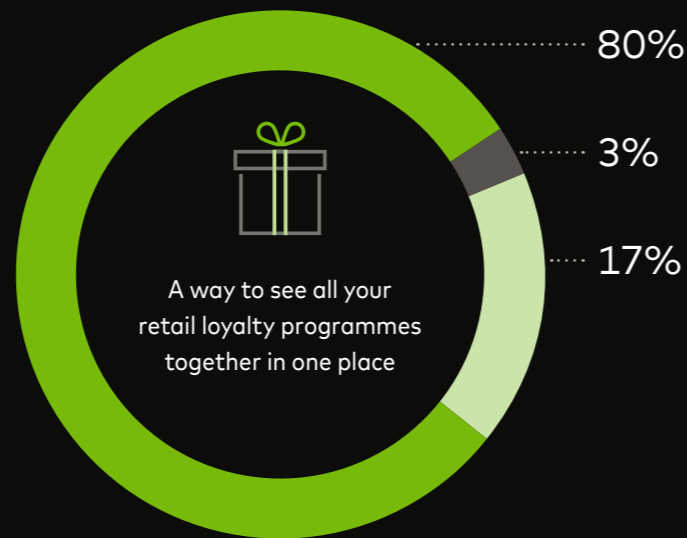 80%
3%
17%
A way to see all your
retail loyalty programmes
together in one place